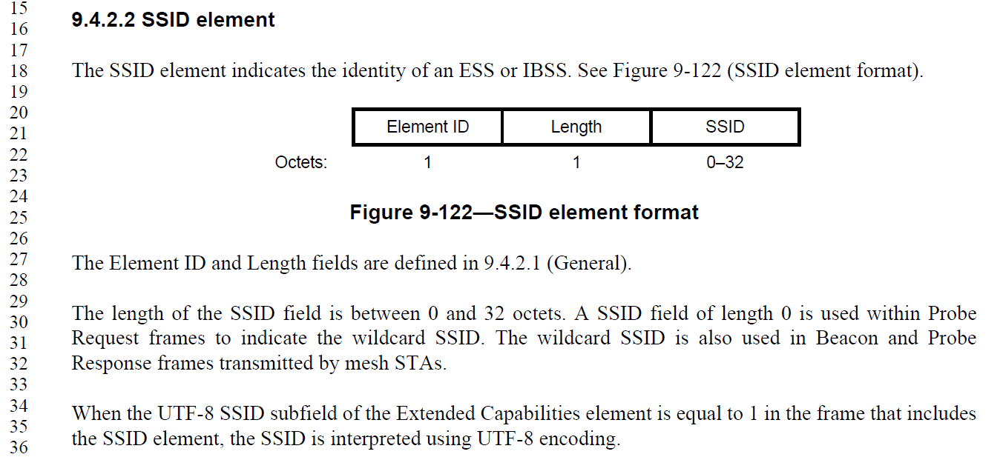 15
16 9.4.2.2 SSID element
17
18 The SSID element indicates the identity of an ESS or IBSS. See Figure 9-122 (SSID element format).
19
20
21 Element ID Length SSID
22 Octets: 1 1 0–32
23
24
25 Figure 9-122—SSID element format
26
27 The Element ID and Length fields are defined in 9.4.2.1 (General).
28
29 The length of the SSID field is between 0 and 32 octets. A SSID field of length 0 is used within Probe
30
31 Request frames to indicate the wildcard SSID. The wildcard SSID is also used in Beacon and Probe
32 Response frames transmitted by mesh STAs.
33
34 When the UTF-8 SSID subfield of the Extended Capabilities element is equal to 1 in the frame that includes
35
36 the SSID element, the SSID is interpreted using UTF-8 encoding.